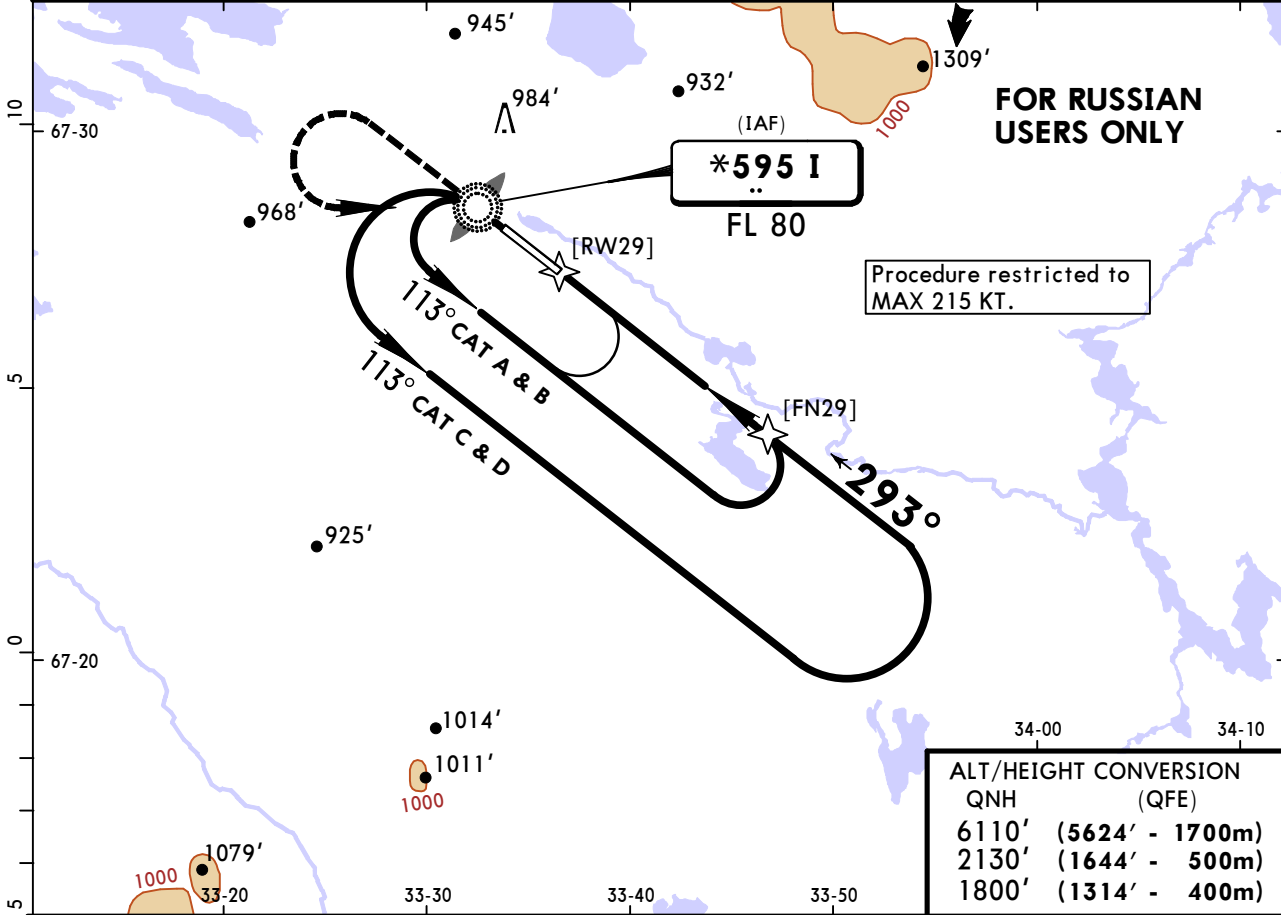 945'
1309'
932'
984'
1000
FOR RUSSIAN
USERS ONLY
10
67-30
(IAF)
*595 I
..
FL 80
968'
[RW29]
Procedure restricted to
MAX 215 KT.
113° CAT A & B
113° CAT C & D
5
[FN29]
293°
925'
0
67-20
1014'
1011'
1000
34-00
34-10
ALT/HEIGHT CONVERSION
QNH (QFE)
6110' (5624' - 1700m)
2130' (1644' - 500m)
1800' (1314' - 400m)
1079'
1000
33-20
33-30
33-40
33-50
5